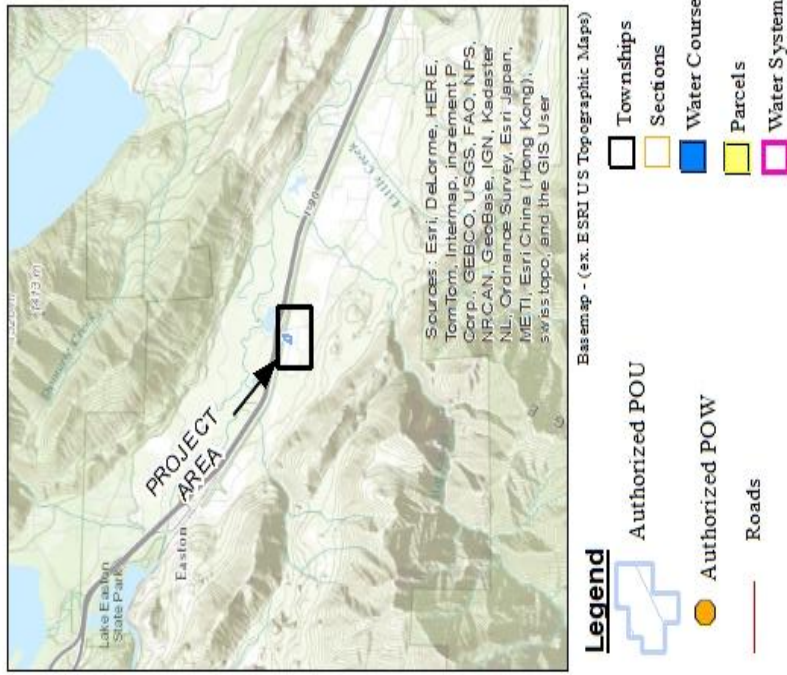 1413 m
Domerie Creek
Lake Easton
State Park
Easton
PROJECT
AREA
I-90
Little Creek
Sources: Esri, DeLorme, HERE,
TomTom, Intermap, increment P
Corp., GEBCO, USGS, FAO, NPS,
NRCAN, GeoBase, IGN, Kadaster
NL, Ordnance Survey, Esri Japan,
METI, Esri China (Hong Kong),
swisstopo, and the GIS User
Basemap - (ex. ESRI US Topographic Maps)
Legend
Authorized POU
Authorized POW
Roads
Townships
Sections
Water Course
Parcels
Water System